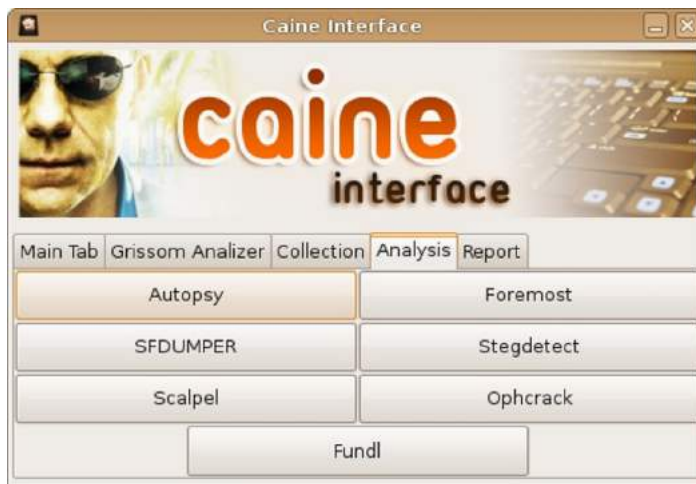 Caine Interface
caine
interface
Main Tab Grissom Analizer Collection Analysis Report
Autopsy Foremost
SFDUMPER Stegdetect
Scalpel Ophcrack
Fundl